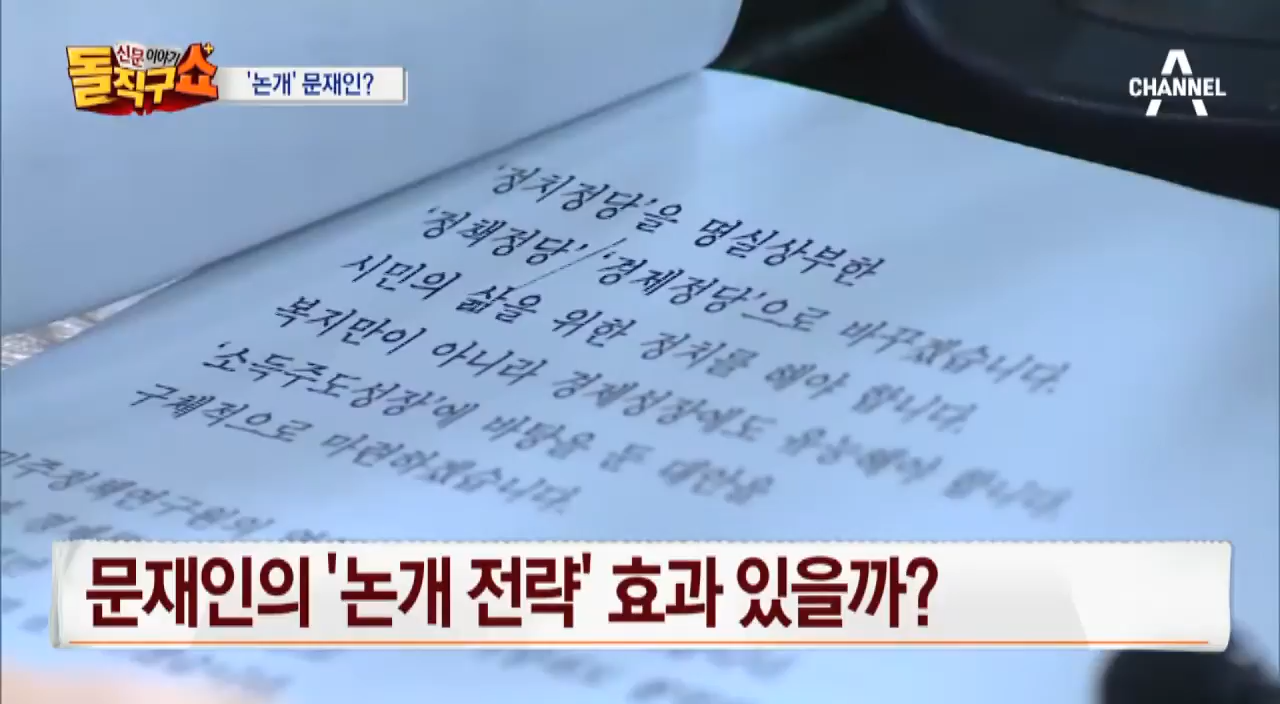 신문이야기
돌직구쇼+
'논개' 문재인?
CHANNEL A
'정치정당'을 명실상부한
'정책정당'/'경제정당'으로 바꾸겠습니다.
시민의 삶을 위한 정치를 해야 합니다.
복지만이 아니라 경제성장에도 유능해야 합니다.
'소득주도성장'에 바탕을 둔 대안을
구체적으로 마련하겠습니다.
문재인의 '논개 전략' 효과 있을까?